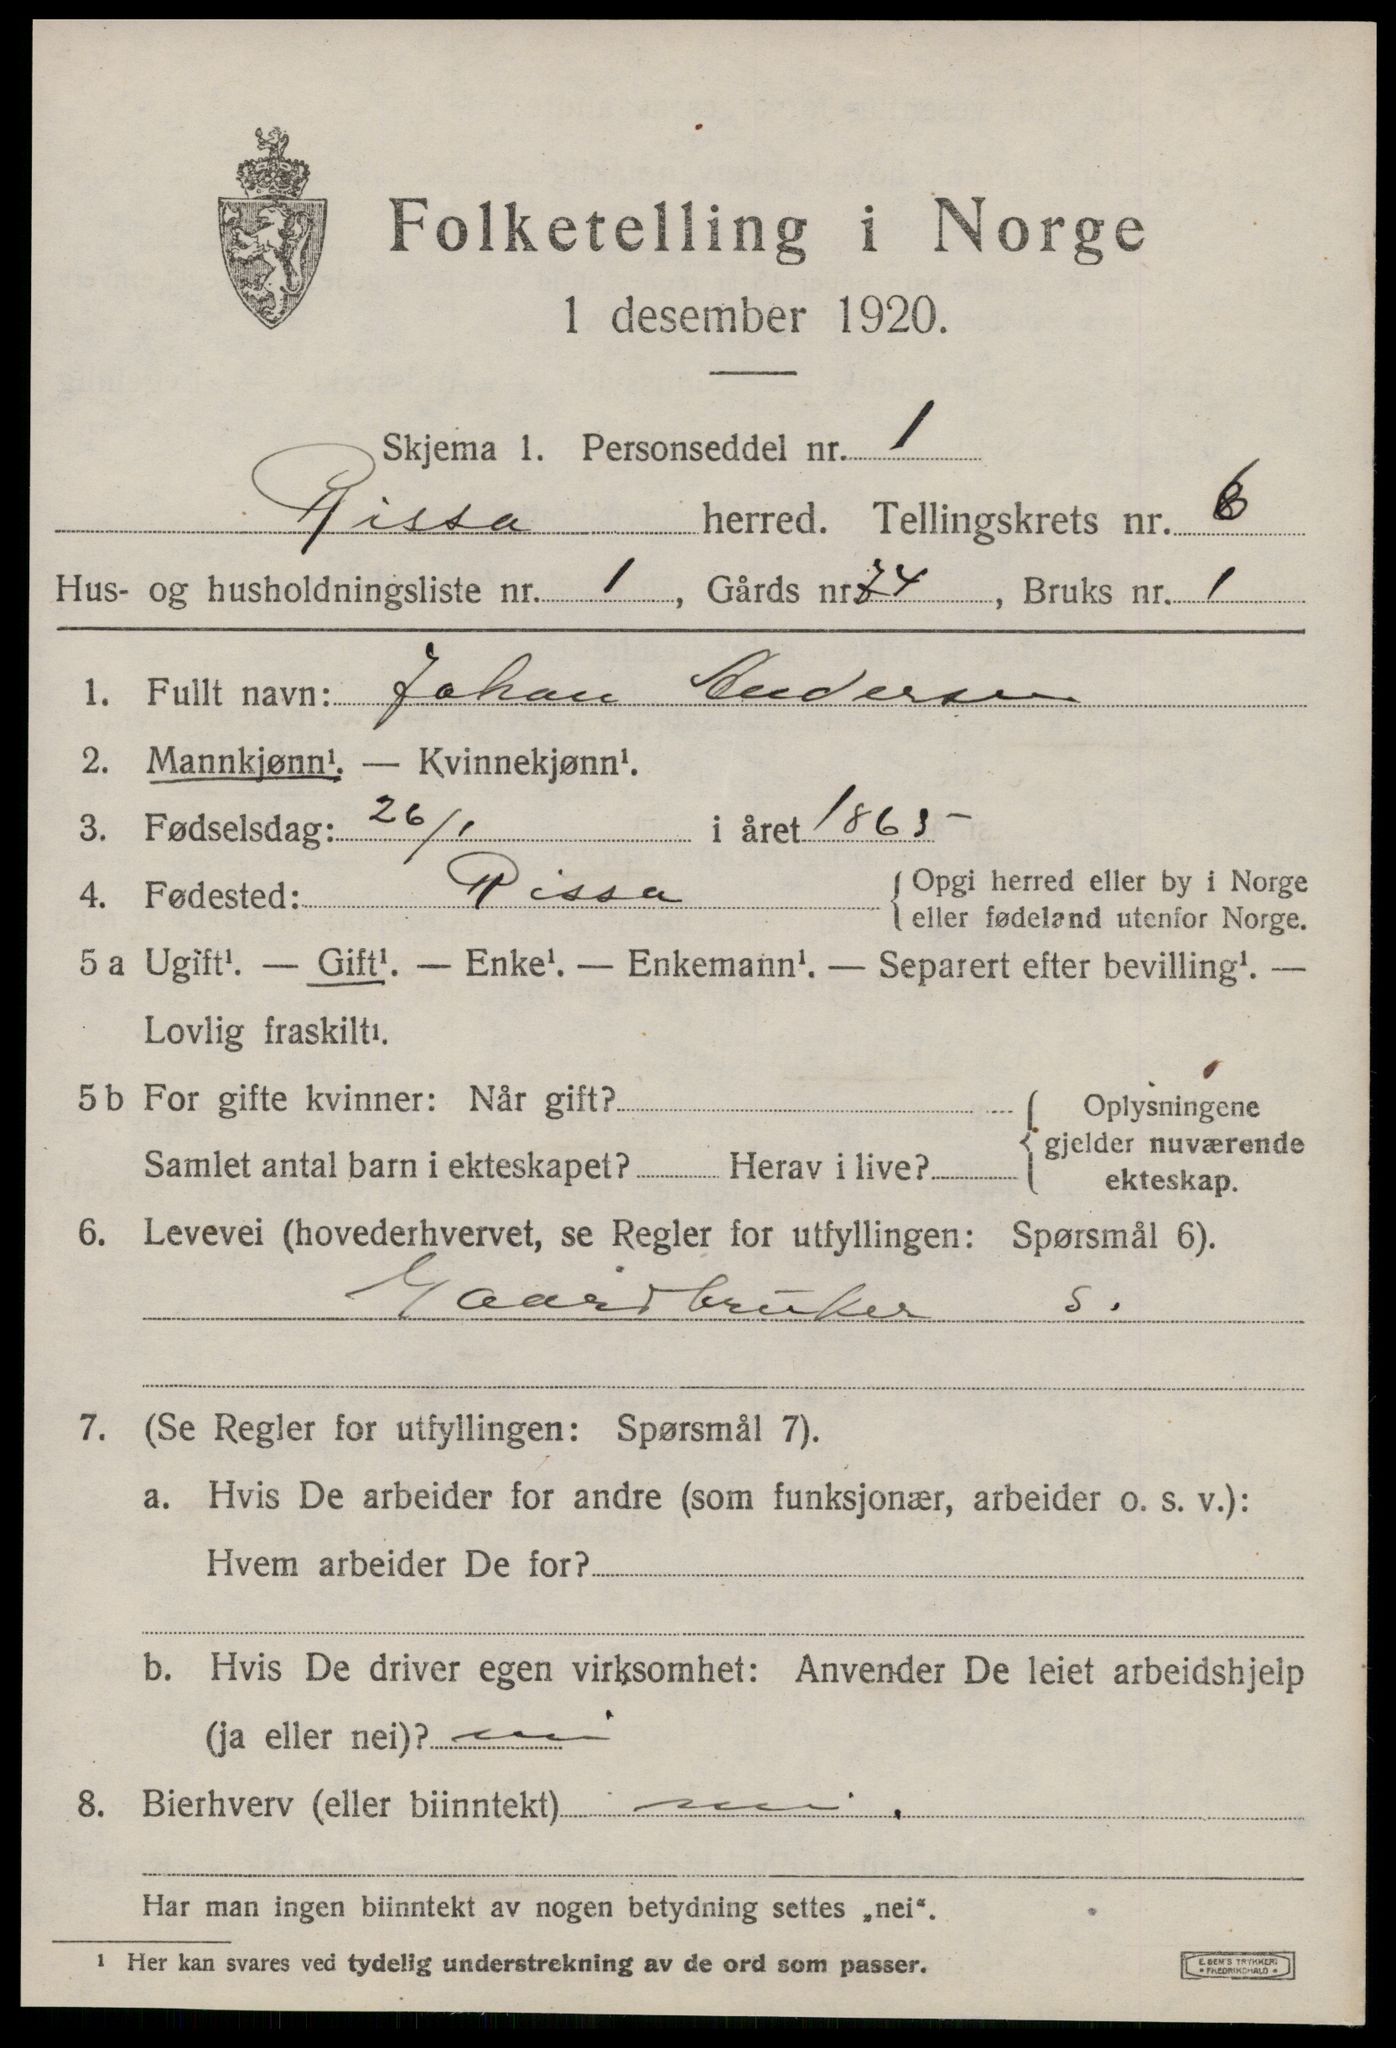 Folketelling i Norge
1 desember 1920.
Skjema 1. Personseddel nr. 1
Rissa herred. Tellingskrets nr.
Hus- og husholdningsliste nr. 1, Gårds nr. 74, Bruks nr. 1
1. Fullt navn: Johan Andersen
2. Mannkjønn¹. — Kvinnekjønn¹.
3. Fødselsdag: 26/1 i året 1865
4. Fødested: Rissa { Opgi herred eller by i Norge
eller fødeland utenfor Norge.
5 a Ugift¹. — Gift¹. — Enke¹. — Enkemann¹. — Separert efter bevilling¹. —
Lovlig fraskilt¹.
5 b For gifte kvinner: Når gift? { Oplysningene
gjelder nuværende
Samlet antal barn i ekteskapet? Herav i live? ekteskap.
6. Levevei (hovederhvervet, se Regler for utfyllingen: Spørsmål 6).
Gaardbruker s.
7. (Se Regler for utfyllingen: Spørsmål 7).
a. Hvis De arbeider for andre (som funksjonær, arbeider o. s. v.):
Hvem arbeider De for?
b. Hvis De driver egen virksomhet: Anvender De leiet arbeidshjelp
(ja eller nei)? nei
8. Bierhverv (eller biinntekt) nei.
Har man ingen biinntekt av nogen betydning settes „nei“.
¹ Her kan svares ved tydelig understrekning av de ord som passer.
E. SEM'S TRYKKERI
• FREDRIKSHALD •